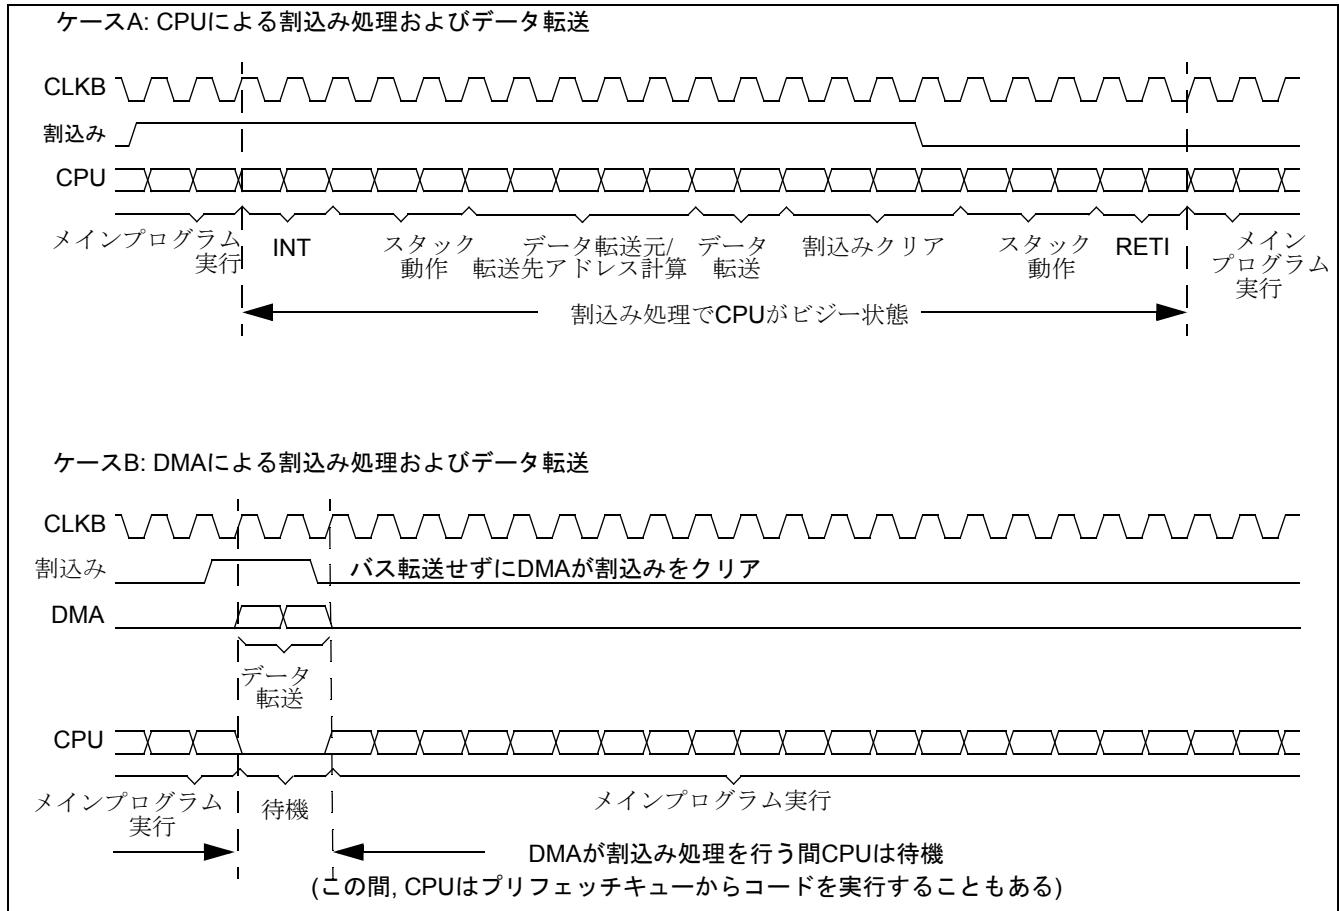 ケースA: CPUによる割込み処理およびデータ転送
CLKB
割込み
CPU
メインプログラム
実行
INT
スタック
動作
データ転送元/
転送先アドレス計算
データ
転送
割込みクリア
スタック
動作
RETI
メイン
プログラム
実行
割込み処理でCPUがビジー状態
ケースB: DMAによる割込み処理およびデータ転送
CLKB
割込み
バス転送せずにDMAが割込みをクリア
DMA
データ
転送
CPU
メインプログラム
実行
待機
メインプログラム実行
DMAが割込み処理を行う間CPUは待機
(この間, CPUはプリフェッチキューからコードを実行することもある)